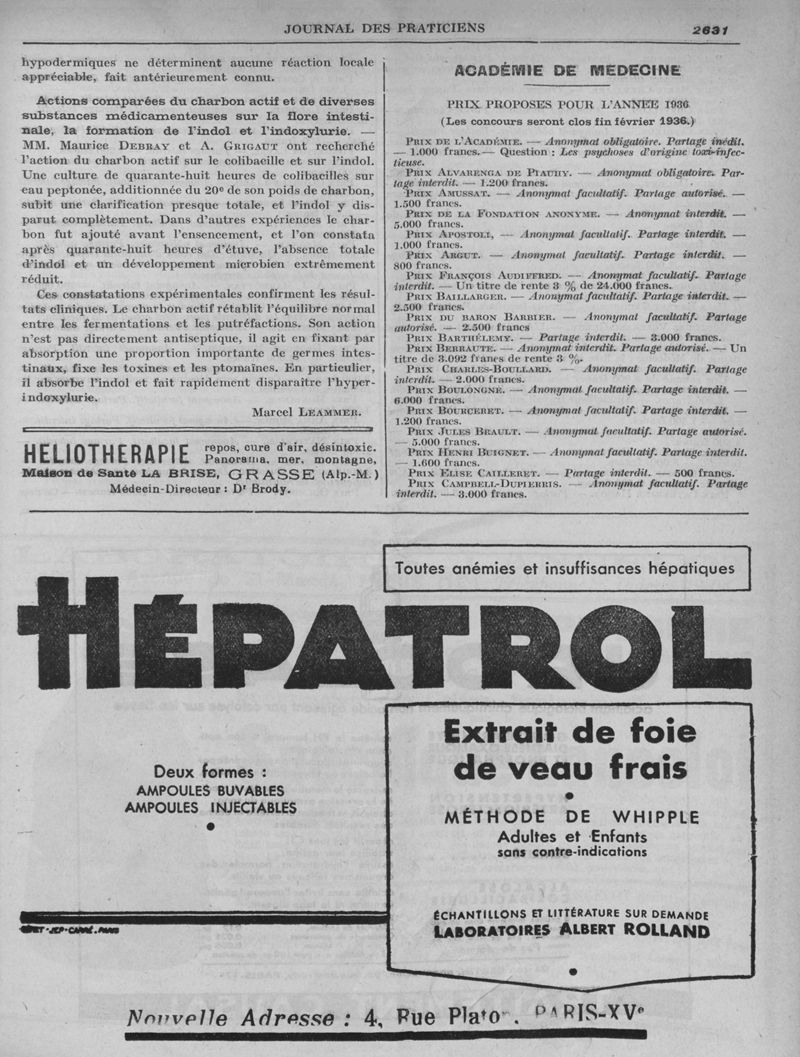 JOURNAL DES PRATICIENS 2631
hypodermiques ne déterminent aucune réaction locale
appréciable, fait antérieurement connu.
Actions comparées du charbon actif et de diverses
substances médicamenteuses sur la flore intesti-
nale, la formation de l'indol et l'indoxylurie. —
MM. Maurice DEBRAY et A. GRIGAUT ont recherché
l'action du charbon actif sur le colibacille et sur l'indol.
Une culture de quarante-huit heures de colibacilles sur
eau peptonée, additionnée du 20e de son poids de charbon,
subit une clarification presque totale, et l'indol y dis-
parut complètement. Dans d'autres expériences le char-
bon fut ajouté avant l'ensencement, et l'on constata
après quarante-huit heures d'étuve, l'absence totale
d'indol et un développement microbien extrêmement
réduit.
Ces constatations expérimentales confirment les résul-
tats cliniques. Le charbon actif rétablit l'équilibre normal
entre les fermentations et les putréfactions. Son action
n'est pas directement antiseptique, il agit en fixant par
absorption une proportion importante de germes intes-
tinaux, fixe les toxines et les ptomaïnes. En particulier,
il absorbe l'indol et fait rapidement disparaître l'hyper-
indoxylurie.
Marcel LEAMMER.
HELIOTHERAPIE repos, cure d'air, désintoxic.
Panorama, mer, montagne,
Maison de Santé LA BRISE, GRASSE (Alp.-M.)
Médecin-Directeur : Dr Brody.
ACADÉMIE DE MEDECINE
PRIX PROPOSES POUR L'ANNEE 1936
(Les concours seront clos fin février 1936.)
PRIX DE L'ACADÉMIE. — Anonymat obligatoire. Partage inédit.
— 1.000 francs. — Question : Les psychoses d'origine toxi-infec-
tieuse.
PRIX ALVARENGA DE PIAUHY. — Anonymat obligatoire. Par-
tage interdit. — 1.200 francs.
PRIX AMUSSAT. — Anonymat facultatif. Partage autorisé. —
1.500 francs.
PRIX DE LA FONDATION ANONYME. — Anonymat interdit. —
5.000 francs.
PRIX APOSTOLI, — Anonymat facultatif. Partage interdit. —
1.000 francs.
PRIX ARGUT. — Anonymat facultatif. Partage interdit. —
800 francs.
PRIX FRANÇOIS AUDIFFRED. — Anonymat facultatif. Partage
interdit. — Un titre de rente 3 % de 24.000 francs.
PRIX BAILLARGER. — Anonymat facultatif. Partage interdit. —
2.500 francs.
PRIX DU BARON BARBIER. — Anonymat facultatif. Partage
autorisé. — 2.500 francs
PRIX BARTHÉLEMY. — Partage interdit. — 3.000 francs.
PRIX BERRAUTE. — Anonymat interdit. Partage autorisé. — Un
titre de 3.092 francs de rente 3 %.
PRIX CHARLES-BOULLARD. — Anonymat facultatif. Partage
interdit. — 2.000 francs.
PRIX BOULONGNE. — Anonymat facultatif. Partage interdit. —
6.000 francs.
PRIX BOURCERET. — Anonymat facultatif. Partage interdit. —
1.200 francs.
PRIX JULES BRAULT. — Anonymat facultatif. Partage autorisé.
— 5.000 francs.
PRIX HENRI BUIGNET. — Anonymat facultatif. Partage interdit.
— 1.600 francs.
PRIX ELISE CAILLERET. — Partage interdit. — 500 francs.
PRIX CAMPBELL-DUPIERRIS. — Anonymat facultatif. Partage
interdit. — 3.000 francs.
Toutes anémies et insuffisances hépatiques
HÉPATROL
Deux formes :
AMPOULES BUVABLES
AMPOULES INJECTABLES
Extrait de foie
de veau frais
MÉTHODE DE WHIPPLE
Adultes et Enfants
sans contre-indications
ÉCHANTILLONS ET LITTÉRATURE SUR DEMANDE
LABORATOIRES ALBERT ROLLAND
Nouvelle Adresse : 4, Rue Plato , PARIS-XVe